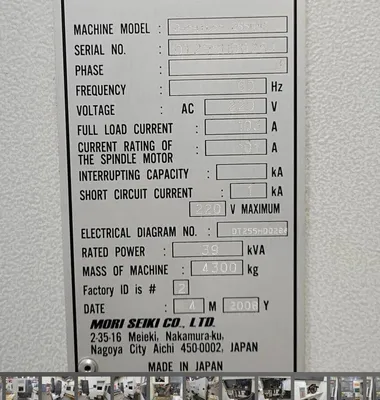 MACHINE MODEL :
SERIAL NO. :
PHASE :
FREQUENCY : Hz
VOLTAGE : AC V
FULL LOAD CURRENT : A
CURRENT RATING OF : A
THE SPINDLE MOTOR
INTERRUPTING CAPACITY : kA
SHORT CIRCUIT CURRENT : kA
220 V MAXIMUM
ELECTRICAL DIAGRAM NO. :
RATED POWER : 38 kVA
MASS OF MACHINE : 4300 kg
Factory ID is # 2
DATE : 4 M 2008 Y
MORI SEIKI CO., LTD.
2-35-16 Meieki, Nakamura-ku,
Nagoya City Aichi 450-0002, JAPAN
MADE IN JAPAN